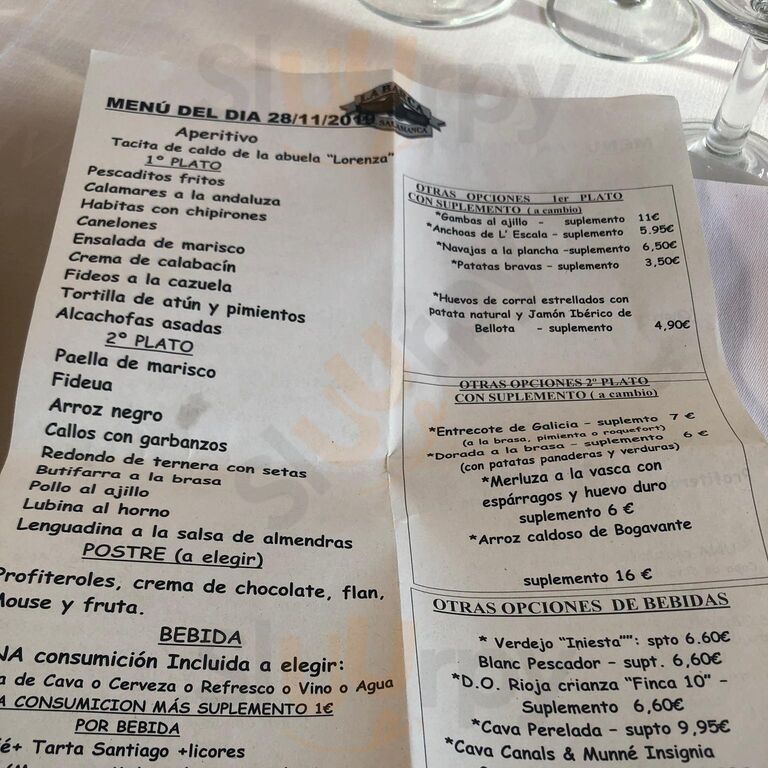 MENÚ DEL DIA 28/11/2019
LA BARCA
SALAMANCA
Aperitivo
Tacita de caldo de la abuela “Lorenza”
1º PLATO
Pescaditos fritos
Calamares a la andaluza
Habitas con chipirones
Canelones
Ensalada de marisco
Crema de calabacín
Fideos a la cazuela
Tortilla de atún y pimientos
Alcachofas asadas
2º PLATO
Paella de marisco
Fideua
Arroz negro
Callos con garbanzos
Redondo de ternera con setas
Butifarra a la brasa
Pollo al ajillo
Lubina al horno
Lenguadina a la salsa de almendras
POSTRE (a elegir)
Profiteroles, crema de chocolate, flan,
Mouse y fruta.
BEBIDA
NA consumición Incluida a elegir:
a de Cava o Cerveza o Refresco o Vino o Agua
A CONSUMICION MÁS SUPLEMENTO 1€
POR BEBIDA
fé+ Tarta Santiago +licores
OTRAS OPCIONES 1er PLATO
CON SUPLEMENTO ( a cambio)
*Gambas al ajillo - suplemento 11€
*Anchoas de L’ Escala - suplemento 5.95€
*Navajas a la plancha -suplemento 6,50€
*Patatas bravas - suplemento 3,50€
*Huevos de corral estrellados con
patata natural y Jamón Ibérico de
Bellota - suplemento 4,90€
OTRAS OPCIONES 2º PLATO
CON SUPLEMENTO ( a cambio)
*Entrecote de Galicia - suplemto 7 €
(a la brasa, pimienta o roquefort)
*Dorada a la brasa - suplemento 6 €
(con patatas panaderas y verduras)
*Merluza a la vasca con
espárragos y huevo duro
suplemento 6 €
*Arroz caldoso de Bogavante
suplemento 16 €
OTRAS OPCIONES DE BEBIDAS
* Verdejo “Iniesta””: spto 6.60€
Blanc Pescador - supt. 6,60€
*D.O. Rioja crianza “Finca 10” -
Suplemento 6,60€
*Cava Perelada - supto 9,95€
*Cava Canals & Munné Insignia
sluurpy
sluurpy
sluurpy